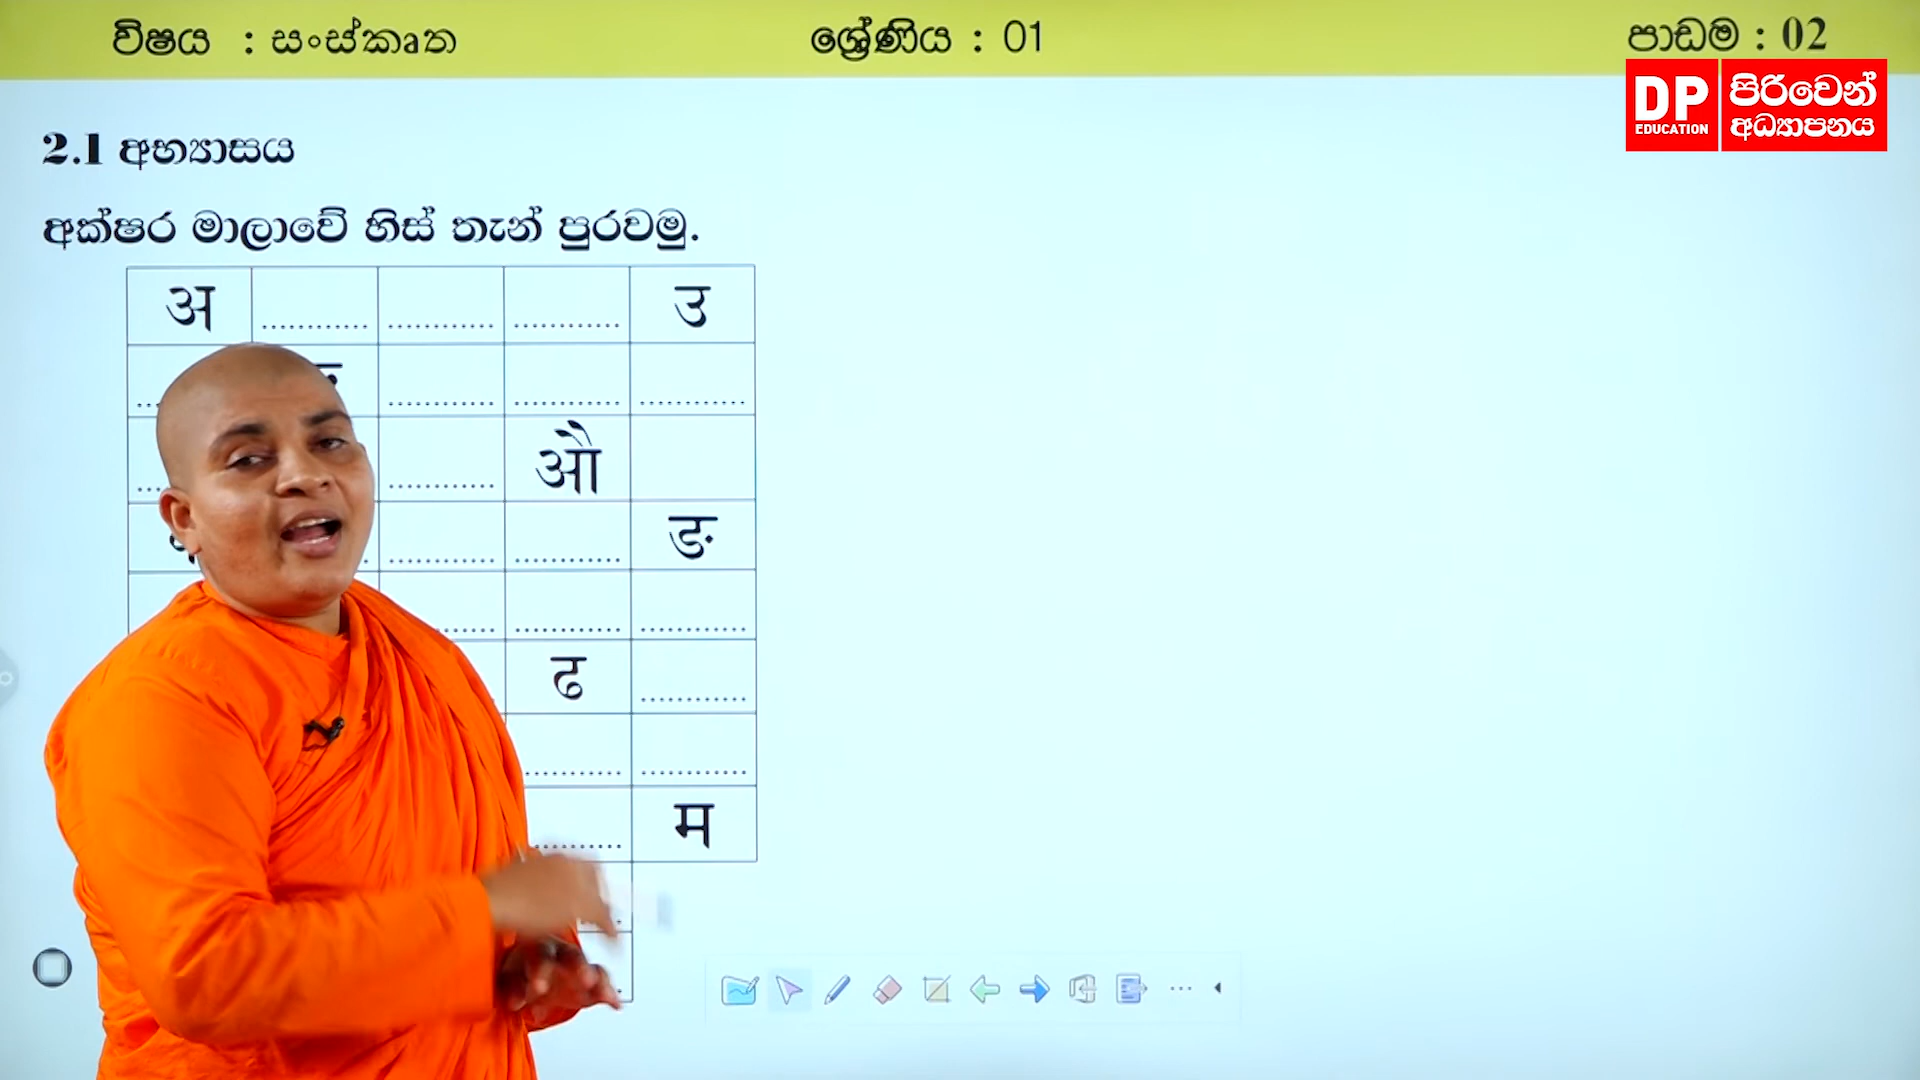 විෂය : සංස්කෘත
ශ්‍රේණිය : 01
පාඩම : 02
DP EDUCATION
පිරිවෙන් අධ්‍යාපනය
2.1 අභ්‍යාසය
අක්ෂර මාලාවේ හිස් තැන් පුරවමු.
अ ............ ............ ............ उ
औ
ङ
ढ
म